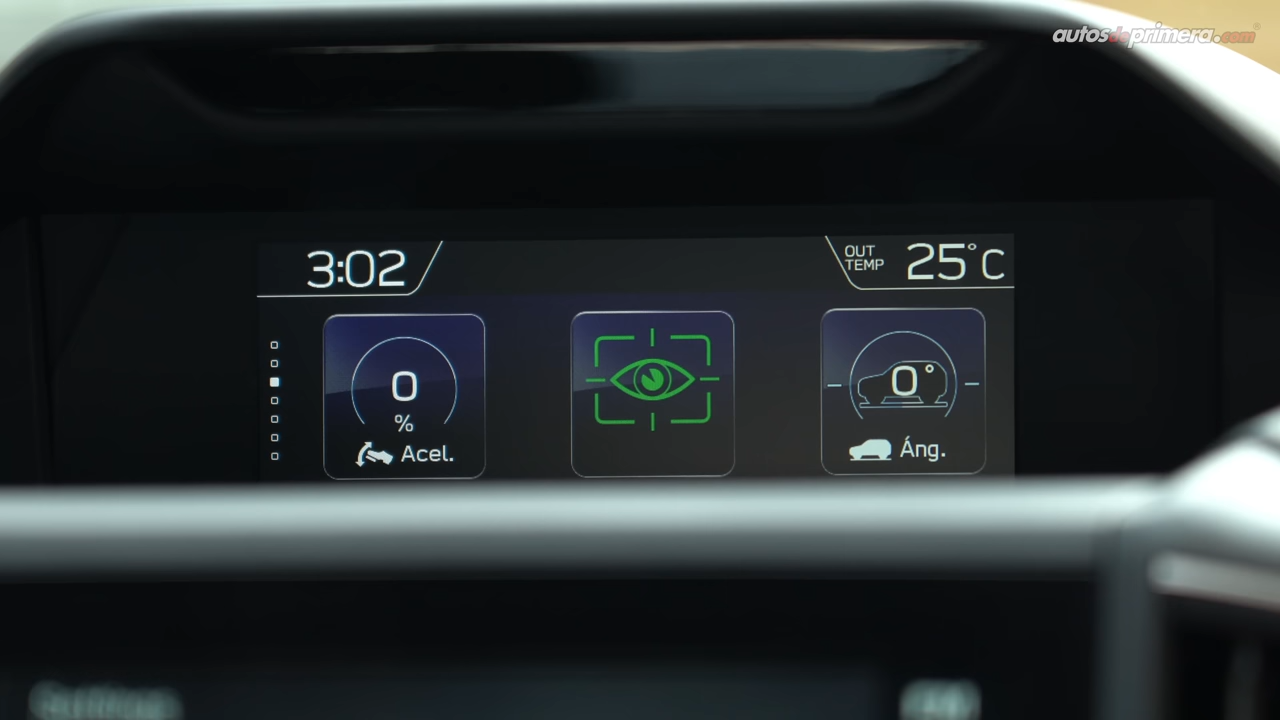 autosdeprimera.com
3:02
OUT
TEMP
25°C
0
%
Acel.
0°
Áng.